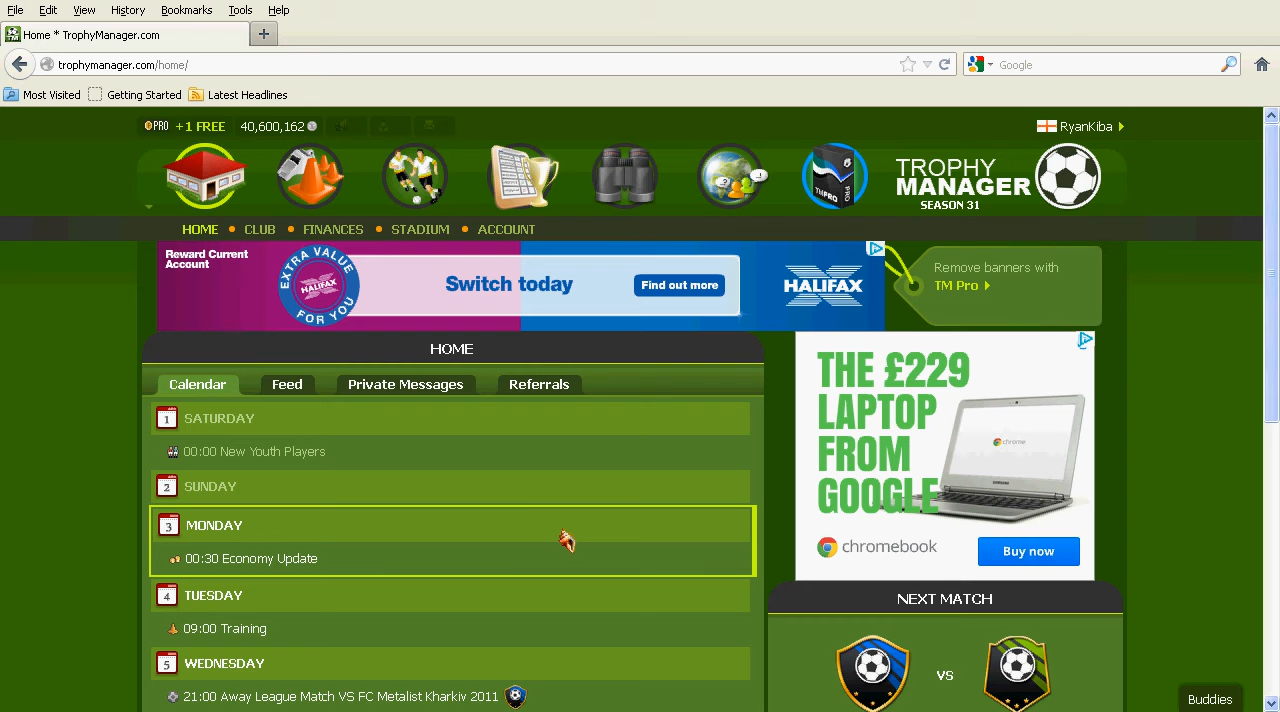 File Edit View History Bookmarks Tools Help
Home * TrophyManager.com
trophymanager.com/home/
Google
Most Visited Getting Started Latest Headlines
PRO +1 FREE 40,600,162
RyanKiba
TROPHY
MANAGER
SEASON 31
HOME CLUB FINANCES STADIUM ACCOUNT
Reward Current
Account
EXTRA VALUE
HALIFAX
FOR YOU
Switch today
Find out more
HALIFAX
Remove banners with
TM Pro
HOME
Calendar Feed Private Messages Referrals
1 SATURDAY
00:00 New Youth Players
2 SUNDAY
3 MONDAY
00:30 Economy Update
4 TUESDAY
09:00 Training
5 WEDNESDAY
21:00 Away League Match VS FC Metalist Kharkiv 2011
THE £229
LAPTOP
FROM
GOOGLE
chrome
chromebook
Buy now
NEXT MATCH
VS
Buddies